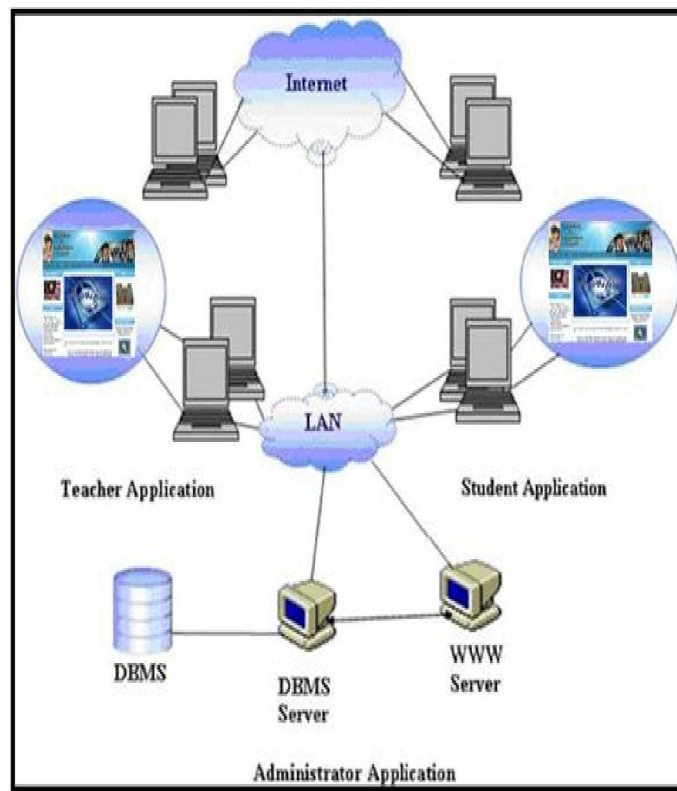 Internet
LAN
Teacher Application
Student Application
DBMS
DBMS
Server
WWW
Server
Administrator Application